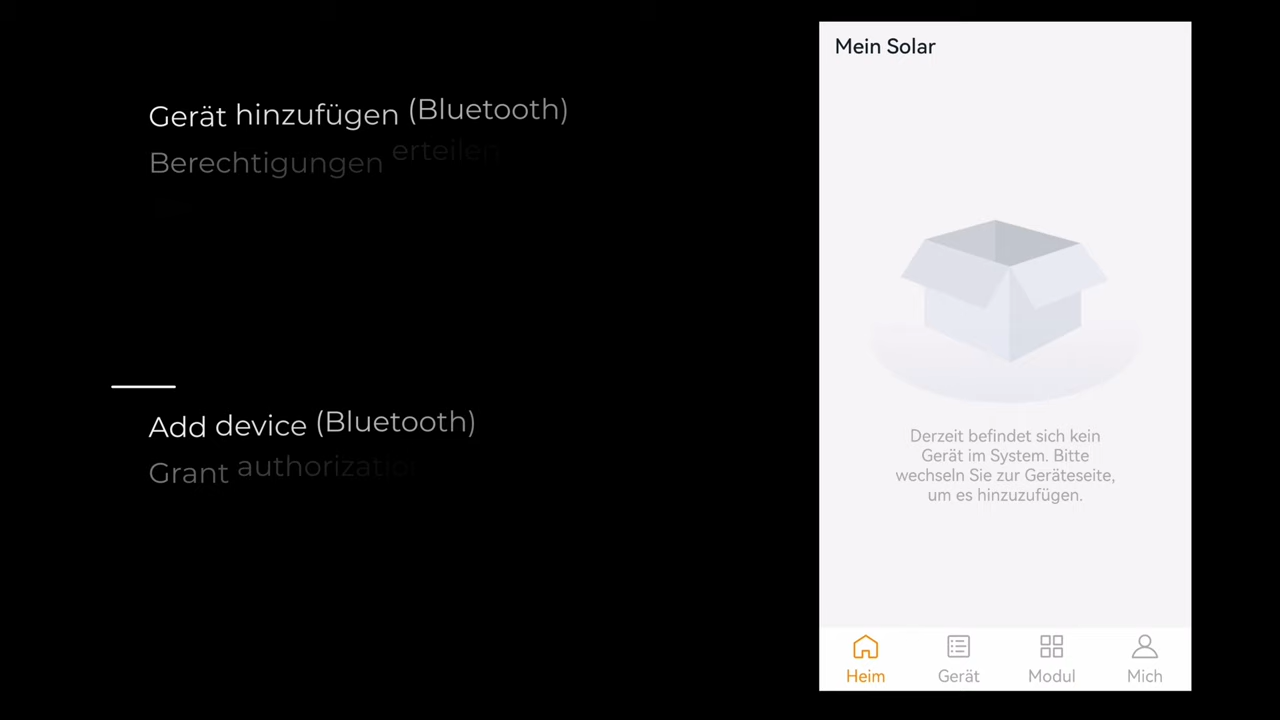 Gerät hinzufügen (Bluetooth)
Berechtigungen erteilen
Add device (Bluetooth)
Grant authorization
Mein Solar
Derzeit befindet sich kein
Gerät im System. Bitte
wechseln Sie zur Geräteseite,
um es hinzuzufügen.
Heim
Gerät
Modul
Mich